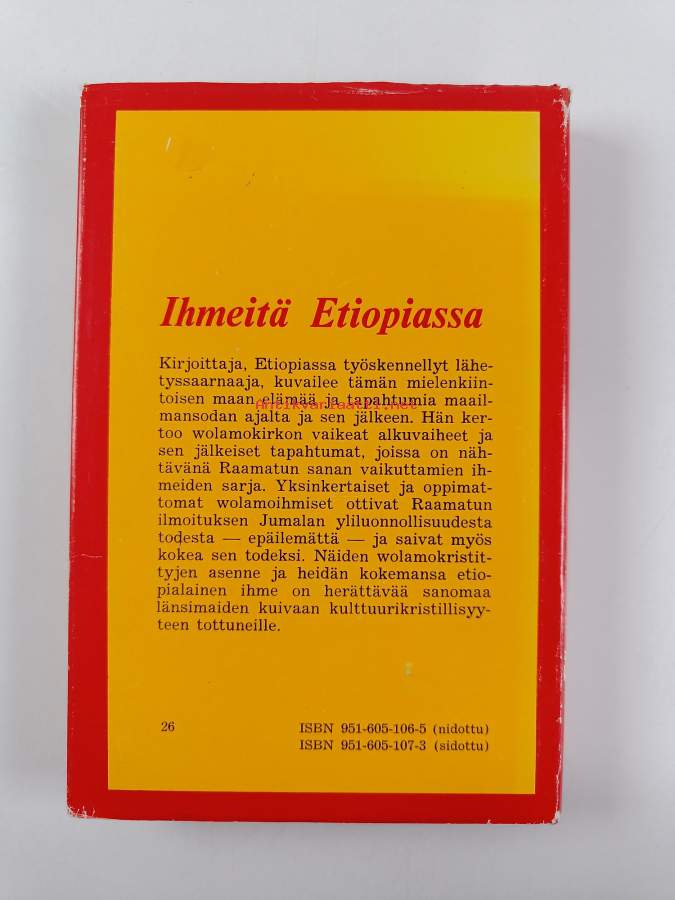 Ihmeitä Etiopiassa
Kirjoittaja, Etiopiassa työskennellyt lähe-
tyssaarnaaja, kuvailee tämän mielenkiin-
toisen maan elämää ja tapahtumia maail-
Antikvariaatti.net
mansodan ajalta ja sen jälkeen. Hän ker-
too wolamokirkon vaikeat alkuvaiheet ja
sen jälkeiset tapahtumat, joissa on näh-
tävänä Raamatun sanan vaikuttamien ih-
meiden sarja. Yksinkertaiset ja oppimat-
tomat wolamoihmiset ottivat Raamatun
ilmoituksen Jumalan yliluonnollisuudesta
todesta — epäilemättä — ja saivat myös
kokea sen todeksi. Näiden wolamokristit-
tyjen asenne ja heidän kokemansa etio-
pialainen ihme on herättävää sanomaa
länsimaiden kuivaan kulttuurikristillisyy-
teen tottuneille.
26
ISBN 951-605-106-5 (nidottu)
ISBN 951-605-107-3 (sidottu)